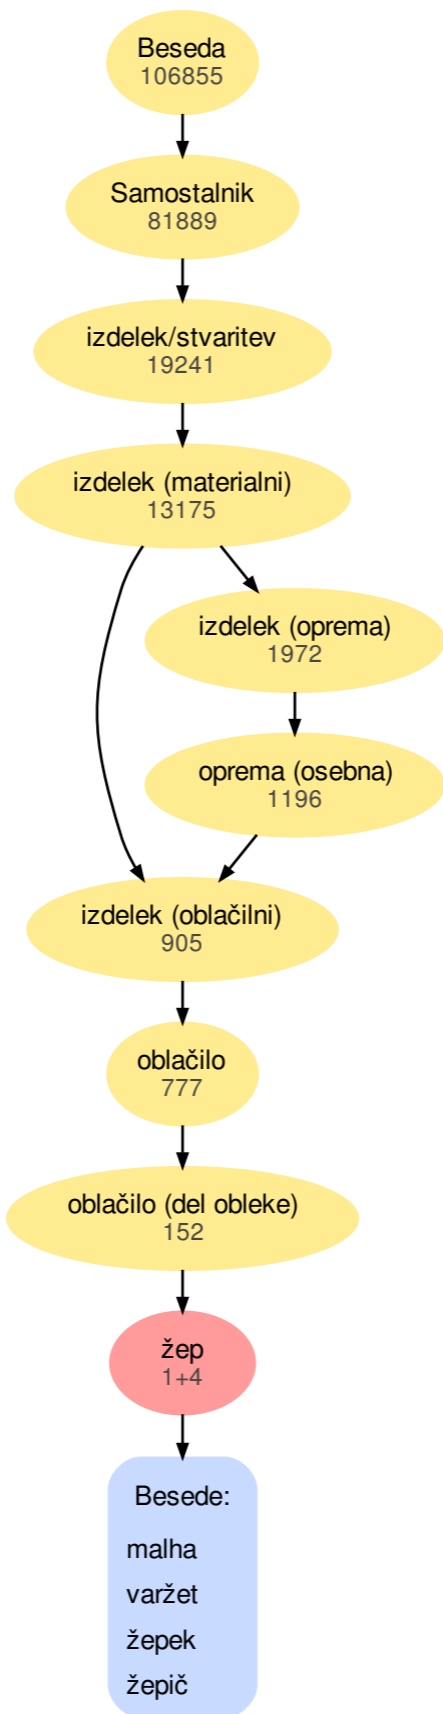 Beseda
106855
Samostalnik
81889
izdelek/stvaritev
19241
izdelek (materialni)
13175
izdelek (oprema)
1972
oprema (osebna)
1196
izdelek (oblačilni)
905
oblačilo
777
oblačilo (del obleke)
152
žep
1+4
Besede:
malha
varžet
žepek
žepič